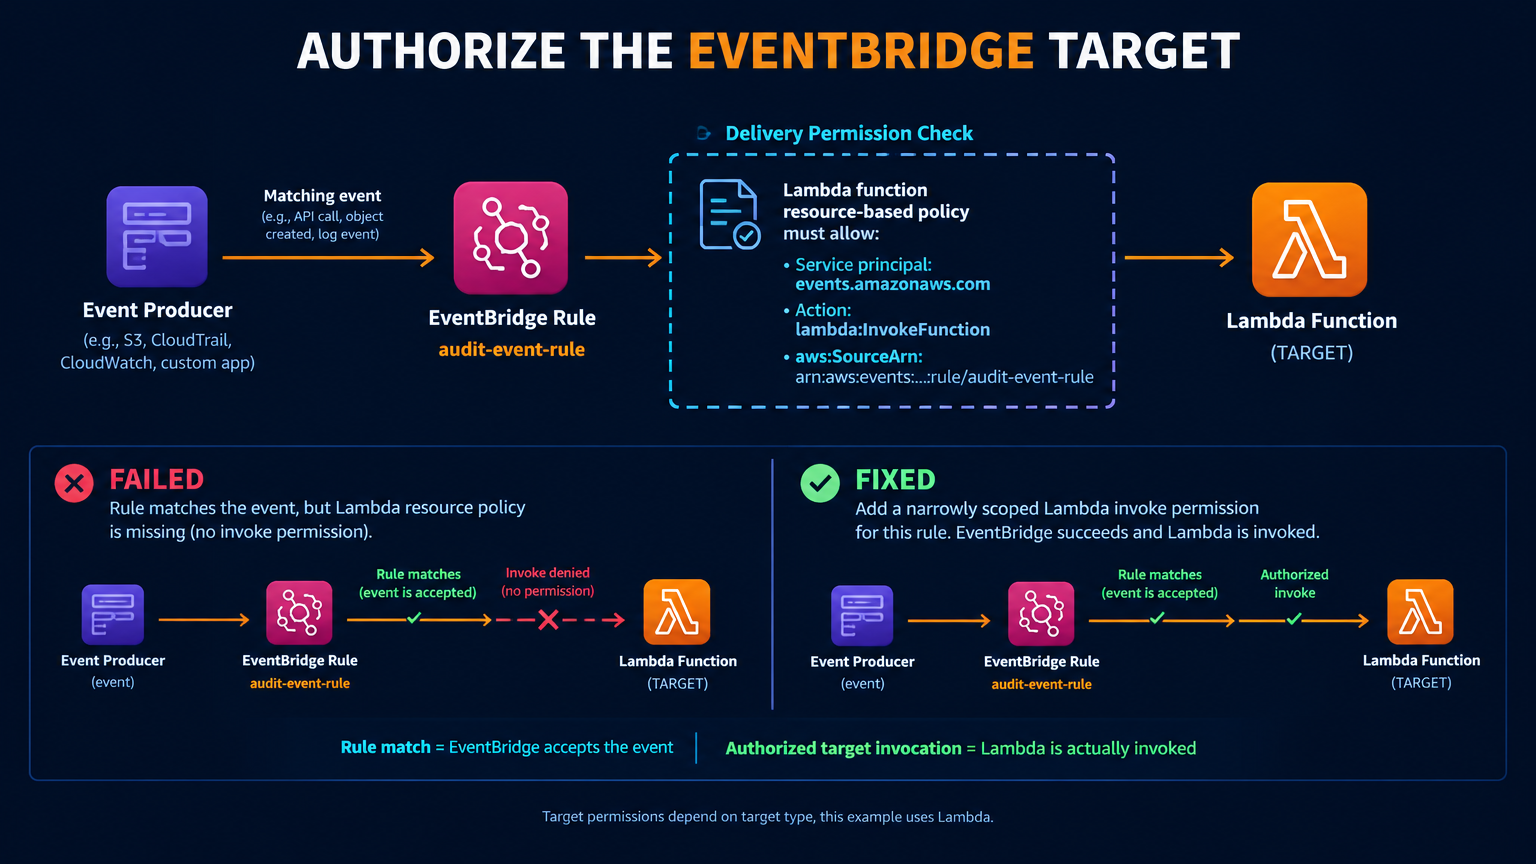 AUTHORIZE THE EVENTBRIDGE TARGET
Delivery Permission Check
Matching event
(e.g., API call, object
created, log event)
Event Producer
(e.g., S3, CloudTrail,
CloudWatch, custom app)
EventBridge Rule
audit-event-rule
Lambda function
resource-based policy
must allow:
• Service principal:
events.amazonaws.com
• Action:
lambda:InvokeFunction
• aws:SourceArn:
arn:aws:events:...:rule/audit-event-rule
Lambda Function
(TARGET)
FAILED
Rule matches the event, but Lambda resource policy
is missing (no invoke permission).
Rule matches
(event is accepted)
Invoke denied
(no permission)
Event Producer
(event)
EventBridge Rule
audit-event-rule
Lambda Function
(TARGET)
FIXED
Add a narrowly scoped Lambda invoke permission
for this rule. EventBridge succeeds and Lambda is invoked.
Rule matches
(event is accepted)
Authorized
invoke
Event Producer
(event)
EventBridge Rule
audit-event-rule
Lambda Function
(TARGET)
Rule match = EventBridge accepts the event
Authorized target invocation = Lambda is actually invoked
Target permissions depend on target type, this example uses Lambda.